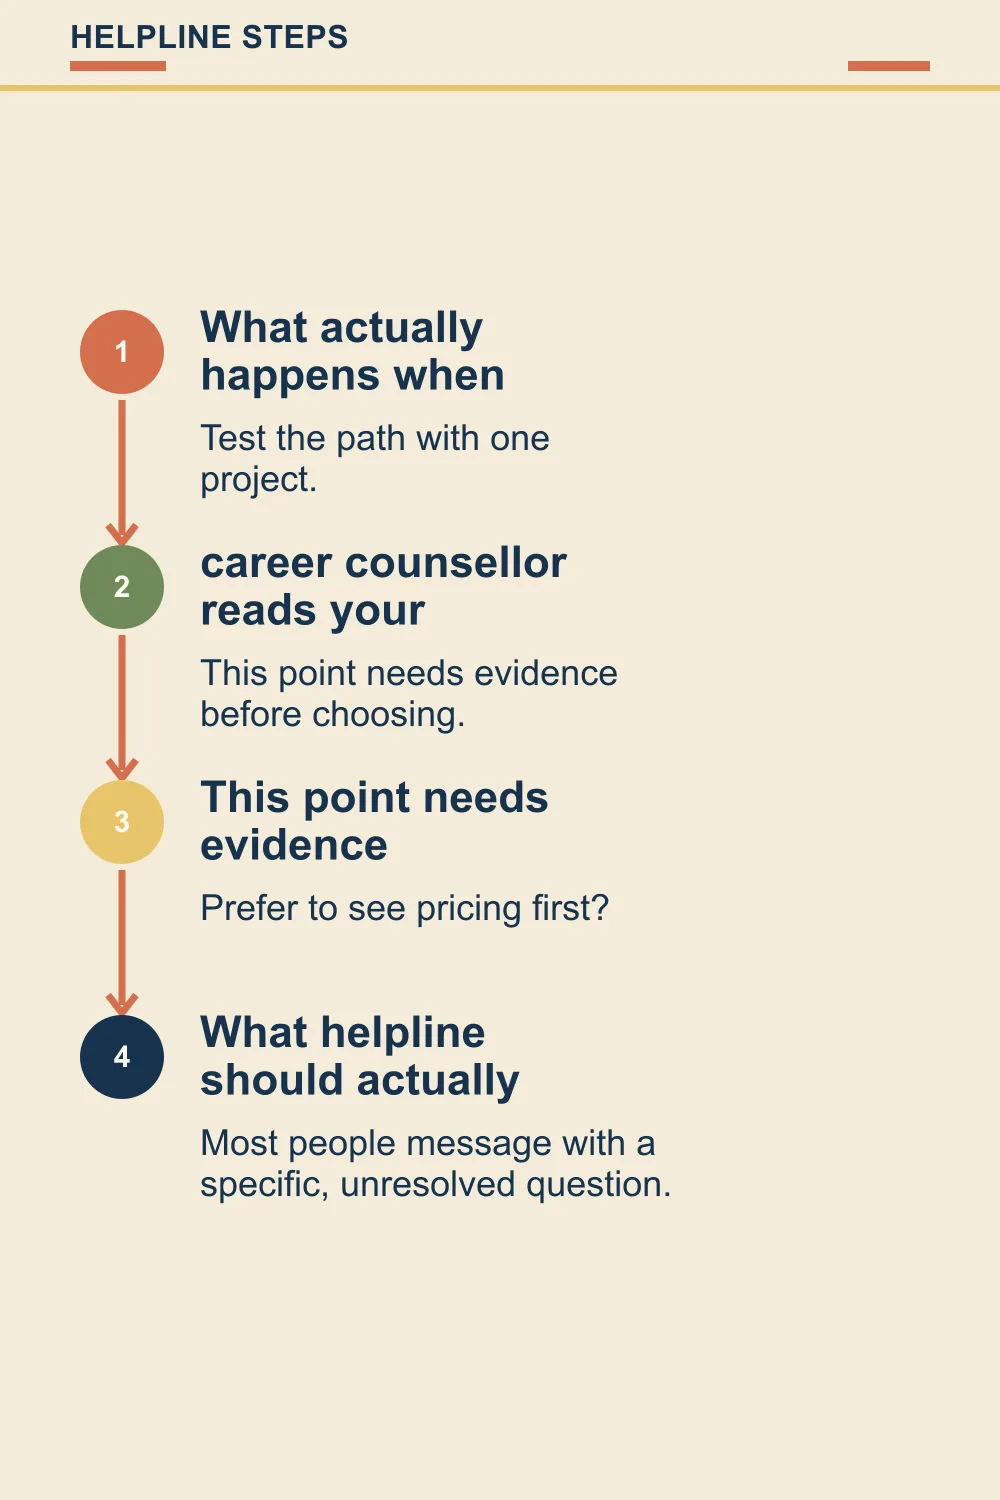 HELPLINE STEPS
1
What actually
happens when
Test the path with one
project.
2
career counsellor
reads your
This point needs evidence
before choosing.
3
This point needs
evidence
Prefer to see pricing first?
4
What helpline
should actually
Most people message with a
specific, unresolved question.